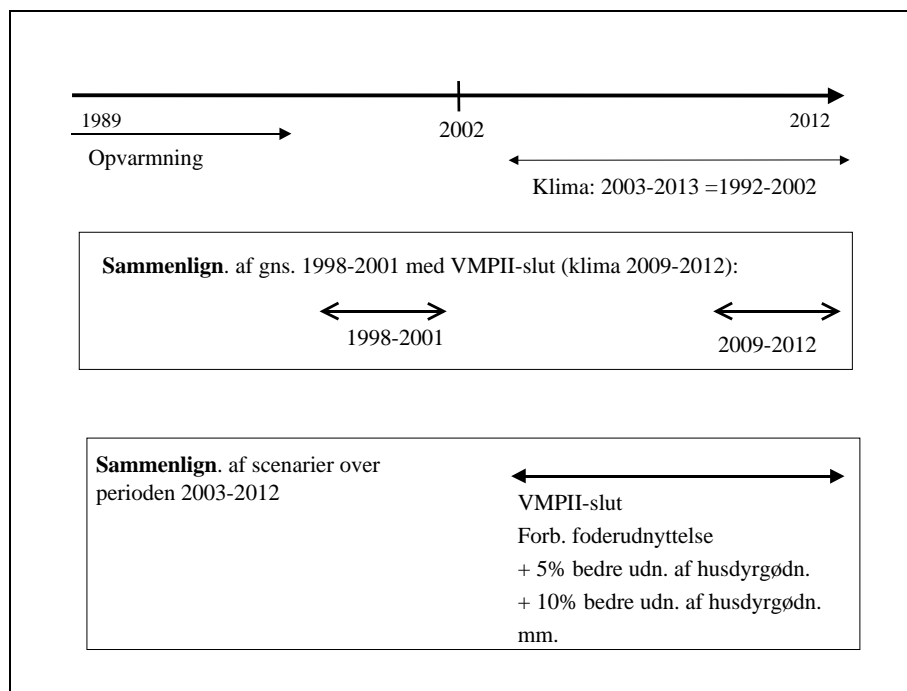 1989
2002
2012
Opvarmning
Klima: 2003-2013 =1992-2002
Sammenlign. af gns. 1998-2001 med VMPII-slut (klima 2009-2012):
1998-2001
2009-2012
Sammenlign. af scenarier over
perioden 2003-2012
VMPII-slut
Forb. foderudnyttelse
+ 5% bedre udn. af husdyrgødn.
+ 10% bedre udn. af husdyrgødn.
mm.